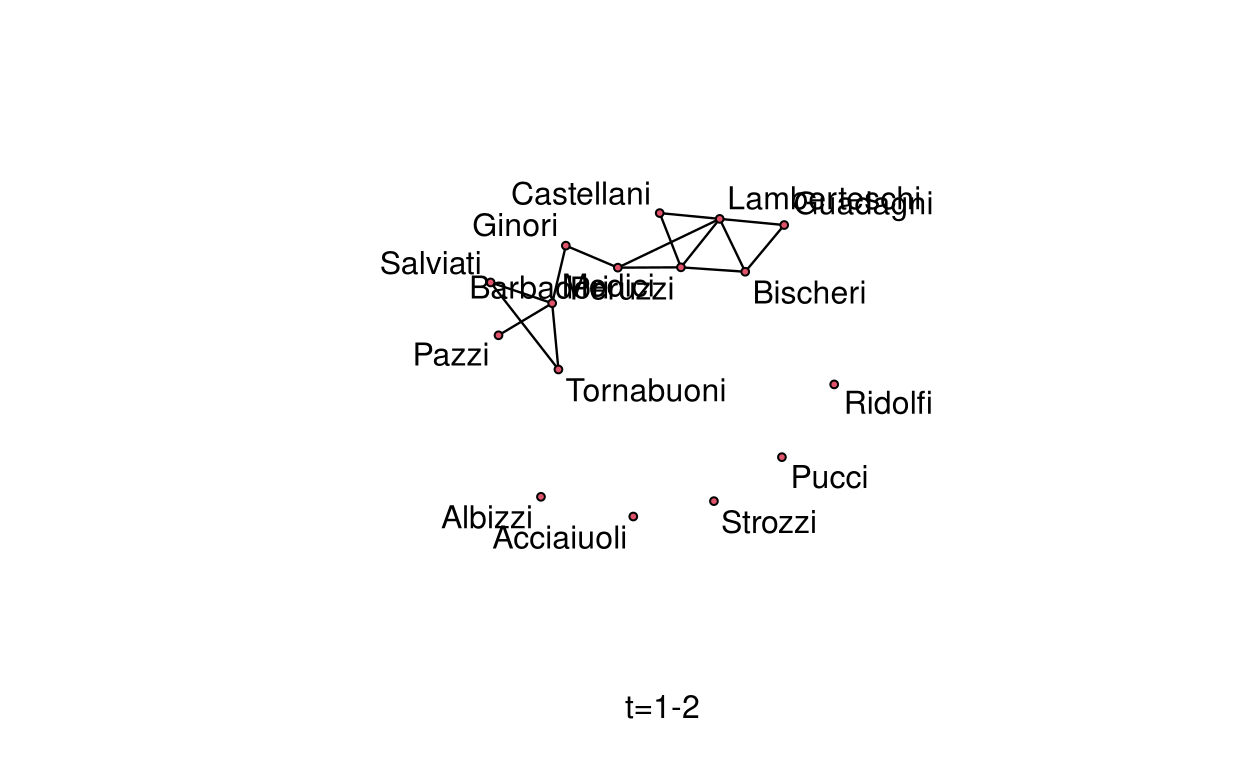 Castellani
Lamberteschi
Guadagni
Ginori
Salviati
Barbadori
Medici
Peruzzi
Bischeri
Pazzi
Tornabuoni
Ridolfi
Pucci
Albizzi
Strozzi
Acciaiuoli
t=1-2